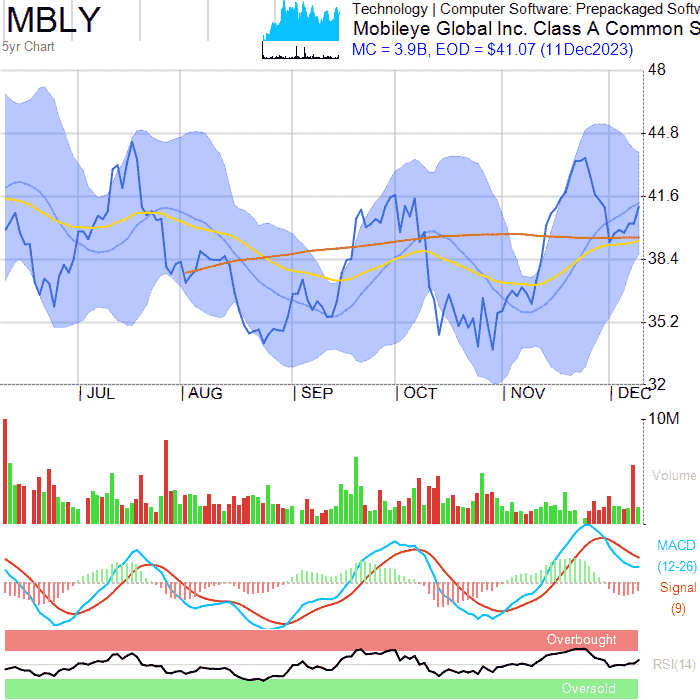 MBLY
5yr Chart
Technology | Computer Software: Prepackaged Softw
Mobileye Global Inc. Class A Common S
MC = 3.9B, EOD = $41.07 (11Dec2023)
48
44.8
41.6
38.4
35.2
32
JUL AUG SEP OCT NOV DEC
10M
Volume
MACD
(12-26)
Signal
(9)
Overbought
RSI(14)
Oversold